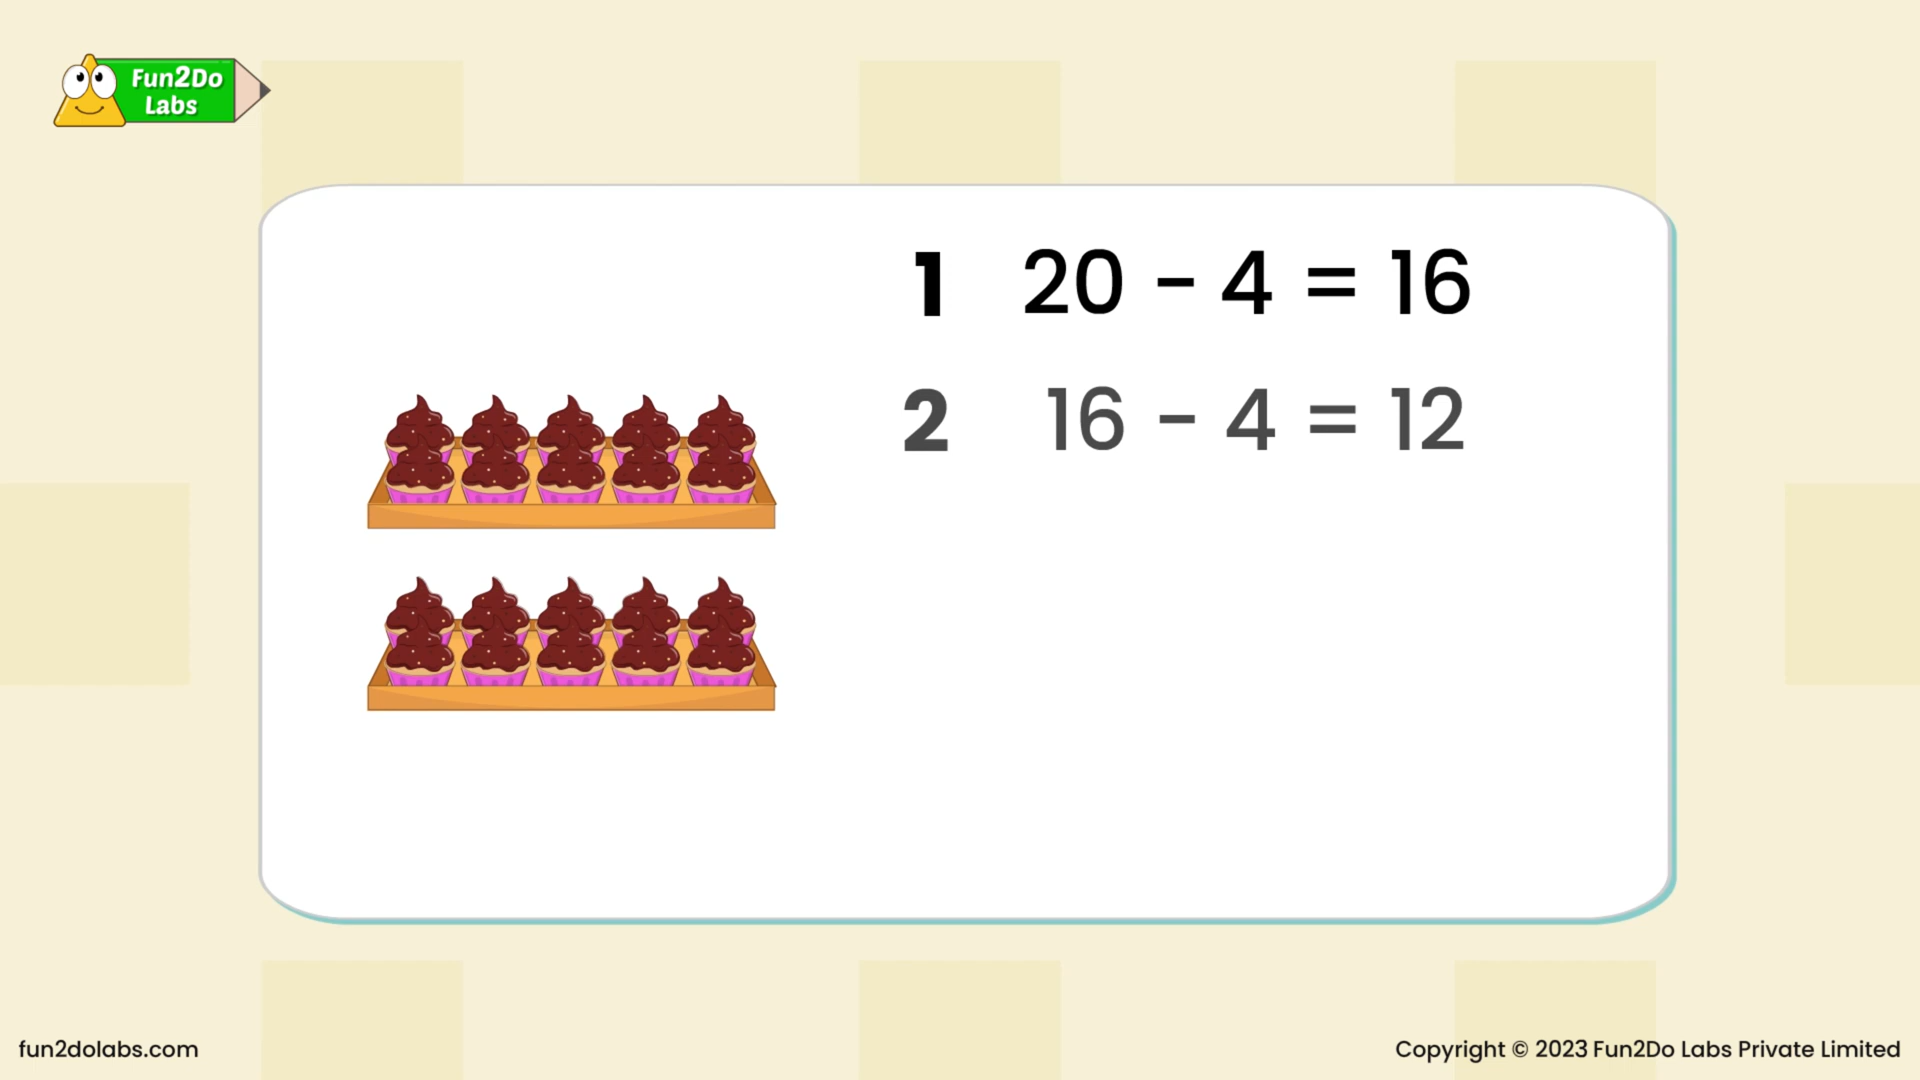 Fun2Do
Labs
1 20 - 4 = 16
2 16 - 4 = 12
fun2dolabs.com
Copyright © 2023 Fun2Do Labs Private Limited